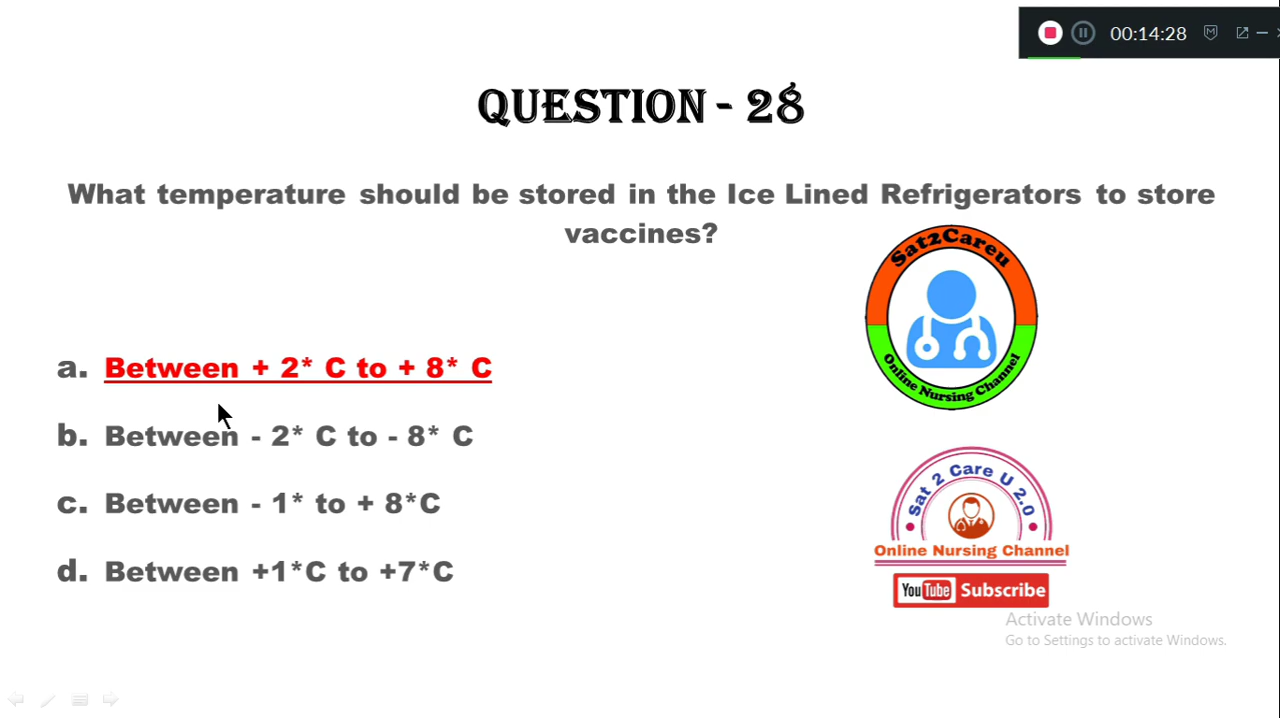 00:14:28
QUESTION - 28
What temperature should be stored in the Ice Lined Refrigerators to store
vaccines?
Sat2Careu
Online Nursing Channel
a. Between + 2* C to + 8* C
b. Between - 2* C to - 8* C
c. Between - 1* to + 8*C
d. Between +1*C to +7*C
Sat 2 Care U 2.0
Online Nursing Channel
YouTube Subscribe
Activate Windows
Go to Settings to activate Windows.